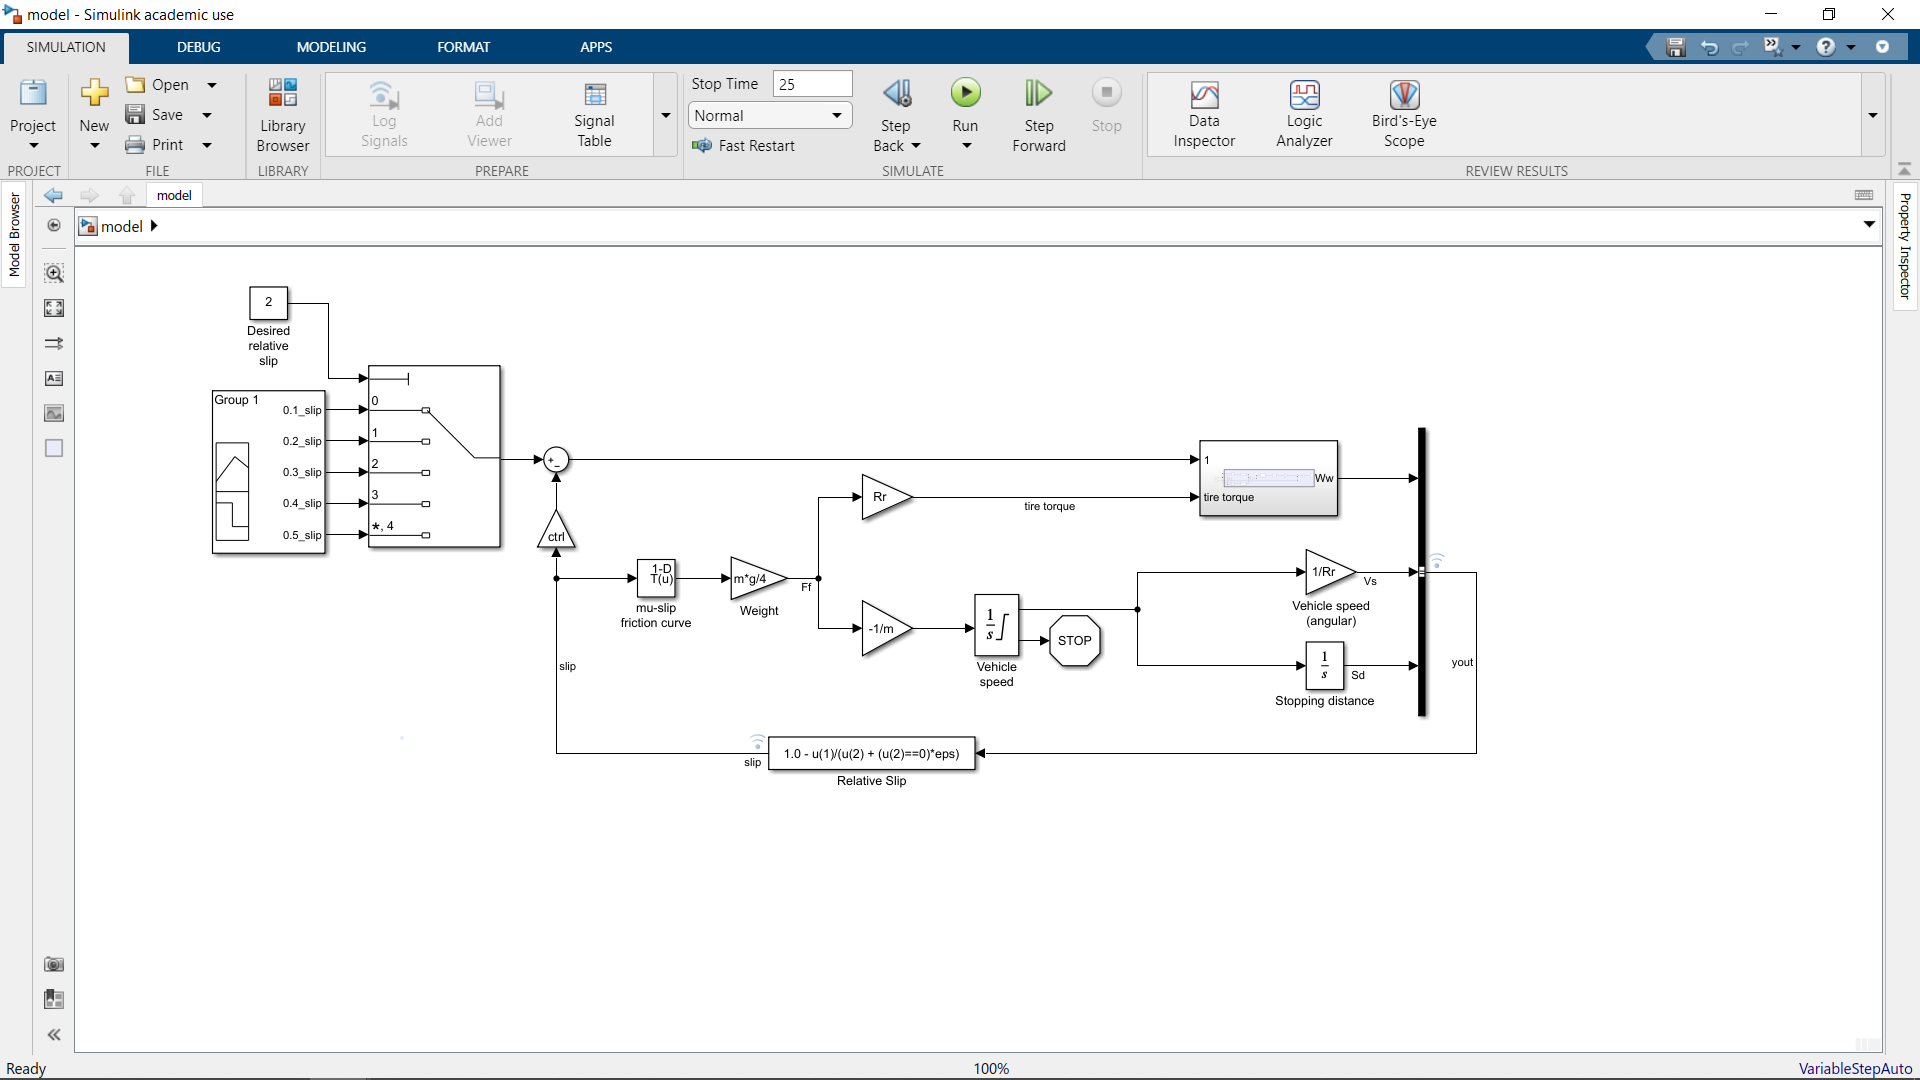 model - Simulink academic use
SIMULATION
DEBUG
MODELING
FORMAT
APPS
Project
New
Open
Save
Print
Library
Browser
Log
Signals
Add
Viewer
Signal
Table
Stop Time
25
Normal
Fast Restart
Step
Back
Run
Step
Forward
Stop
Data
Inspector
Logic
Analyzer
Bird's-Eye
Scope
PROJECT
FILE
LIBRARY
PREPARE
SIMULATE
REVIEW RESULTS
Model Browser
model
model
Property Inspector
2
Desired
relative
slip
Group 1
0.1_slip
0.2_slip
0.3_slip
0.4_slip
0.5_slip
0
1
2
3
*, 4
+
-
ctrl
slip
1-D
T(u)
mu-slip
friction curve
m*g/4
Weight
Ff
Rr
tire torque
-1/m
1
s
Vehicle
speed
STOP
1
tire torque
Ww
1/Rr
Vs
Vehicle speed
(angular)
1
s
Sd
Stopping distance
yout
slip
1.0 - u(1)/(u(2) + (u(2)==0)*eps)
Relative Slip
Ready
100%
VariableStepAuto